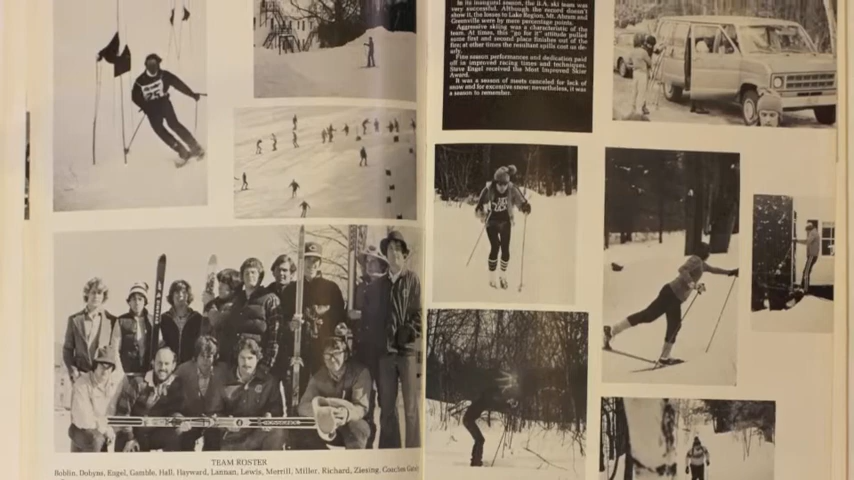 In its inaugural season, the B.A. ski team was
very successful. Although the record doesn't
show it, the losses to Lake Region, Mt. Abram and
Greenville were by mere percentage points.
Aggressive skiing was a characteristic of the
team. At times, this "go for it" attitude pulled
some first and second place finishes out of the
fire; at other times the resultant spills cost us de-
arly.
Fine season performances and dedication paid
off in improved racing times and techniques.
Steve Engel received the Most Improved Skier
Award.
It was a season of meets canceled for lack of
snow and for excessive snow; nevertheless, it was
a season to remember.
TEAM ROSTER
Boblin, Dobyns, Engel, Gamble, Hall, Hayward, Lannan, Lewis, Merrill, Miller, Richard, Ziesing, Coaches